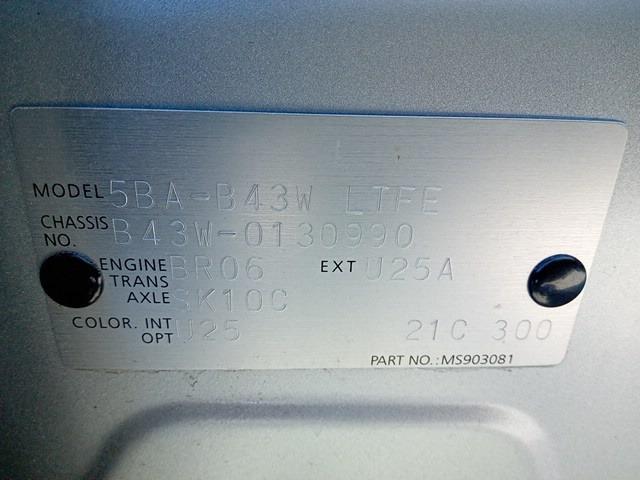 MODEL 5BA-B43W LTFE
CHASSIS NO. B43W-0130990
ENGINE BR06 EXT U25A
TRANS AXLE SK10C
COLOR. INT U25 21C 300
OPT
PART NO.: MS903081